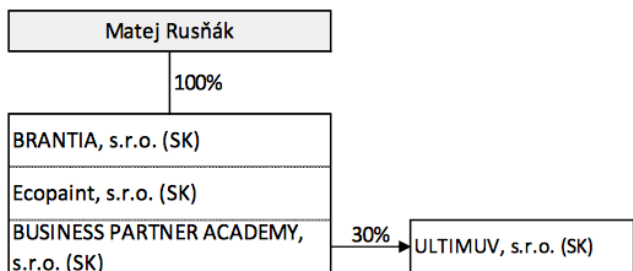 Matej Rusňák
100%
BRANTIA, s.r.o. (SK)
Ecopaint, s.r.o. (SK)
BUSINESS PARTNER ACADEMY,
s.r.o. (SK)
30%
ULTIMUV, s.r.o. (SK)